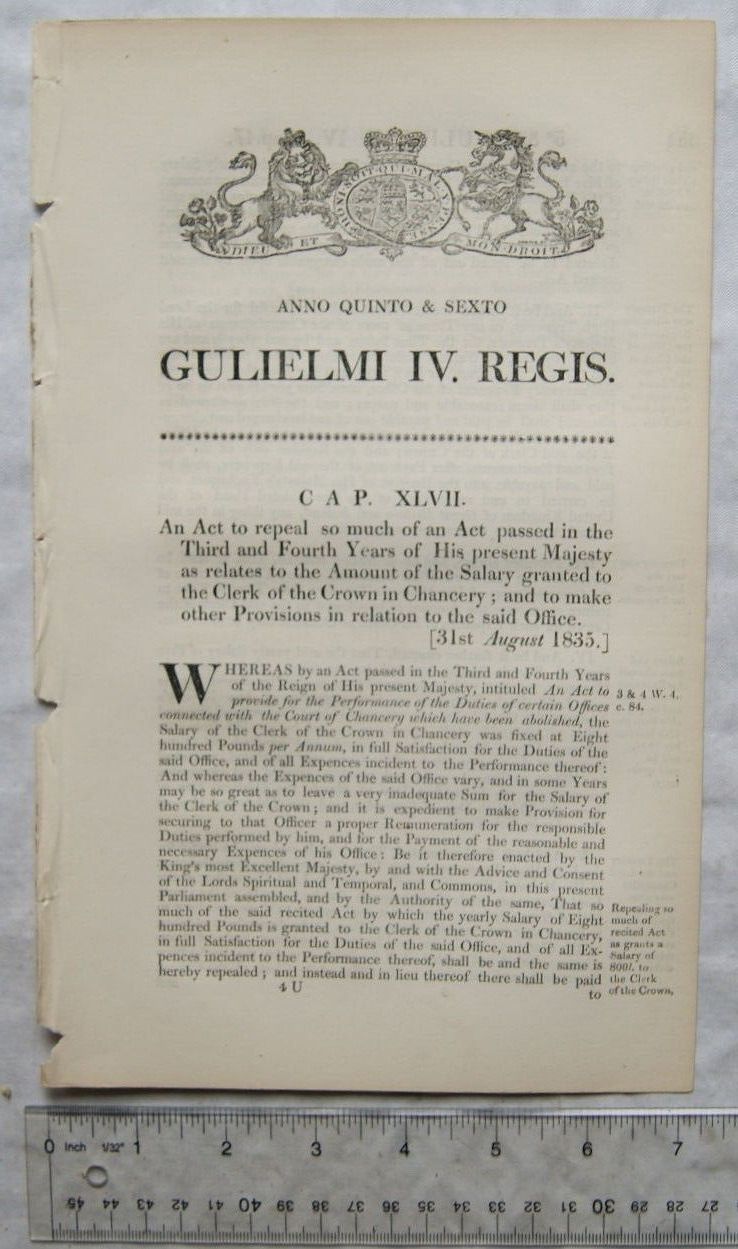 HONI·SOIT·QUI·MAL·Y·PENSE
DIEU ET MON·DROIT
ANNO QUINTO & SEXTO
GULIELMI IV. REGIS.
CAP. XLVII.
An Act to repeal so much of an Act passed in the
Third and Fourth Years of His present Majesty
as relates to the Amount of the Salary granted to
the Clerk of the Crown in Chancery; and to make
other Provisions in relation to the said Office.
[31st August 1835.]
WHEREAS by an Act passed in the Third and Fourth Years
of the Reign of His present Majesty, intituled An Act to
provide for the Performance of the Duties of certain Offices
connected with the Court of Chancery which have been abolished, the
Salary of the Clerk of the Crown in Chancery was fixed at Eight
hundred Pounds per Annum, in full Satisfaction for the Duties of the
said Office, and of all Expences incident to the Performance thereof:
And whereas the Expences of the said Office vary, and in some Years
may be so great as to leave a very inadequate Sum for the Salary of
the Clerk of the Crown; and it is expedient to make Provision for
securing to that Officer a proper Remuneration for the responsible
Duties performed by him, and for the Payment of the reasonable and
necessary Expences of his Office: Be it therefore enacted by the
King's most Excellent Majesty, by and with the Advice and Consent
of the Lords Spiritual and Temporal, and Commons, in this present
Parliament assembled, and by the Authority of the same, That so
much of the said recited Act by which the yearly Salary of Eight
hundred Pounds is granted to the Clerk of the Crown in Chancery,
in full Satisfaction for the Duties of the said Office, and of all Ex-
pences incident to the Performance thereof, shall be and the same is
hereby repealed; and instead and in lieu thereof there shall be paid
4 U
to
3 & 4 W. 4.
c. 84.
Repealing so
much of
recited Act
as grants a
Salary of
800l. to
the Clerk
of the Crown,
0 Inch 1/32" 1 2 3 4 5 6 7
45 44 43 42 41 40 39 38 37 36 35 34 33 32 31 30 29 28 27